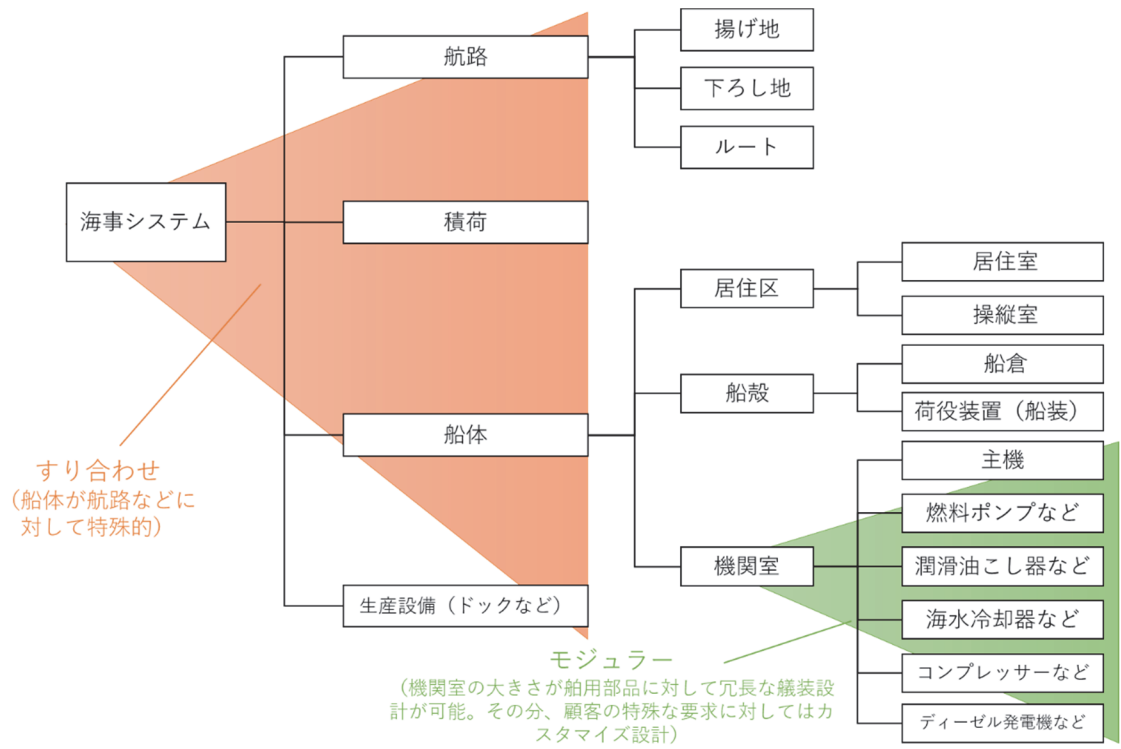 航路
揚げ地
下ろし地
ルート
海事システム
積荷
居住区
居住室
操縦室
船殻
船倉
荷役装置（船装）
船体
すり合わせ
（船体が航路などに
対して特殊的）
主機
燃料ポンプなど
機関室
潤滑油こし器など
生産設備（ドックなど）
海水冷却器など
コンプレッサーなど
ディーゼル発電機など
モジュラー
（機関室の大きさが舶用部品に対して冗長な艤装設
計が可能。その分、顧客の特殊な要求に対してはカ
スタマイズ設計）